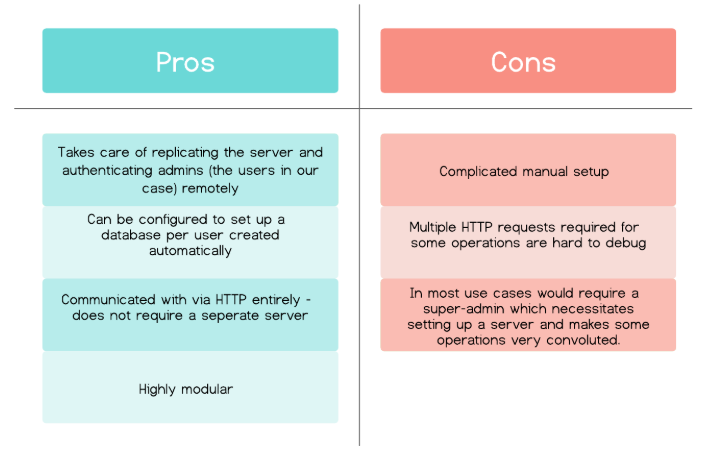 Pros
Cons
Takes care of replicating the server and
authenticating admins (the users in our
case) remotely
Can be configured to set up a
database per user created
automatically
Communicated with via HTTP entirely -
does not require a seperate server
Highly modular
Complicated manual setup
Multiple HTTP requests required for
some operations are hard to debug
In most use cases would require a
super-admin which necessitates
setting up a server and makes some
operations very convoluted.